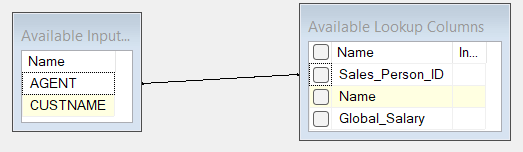 Available Input...
Name
AGENT
CUSTNAME
Available Lookup Columns
Name In...
Sales_Person_ID
Name
Global_Salary